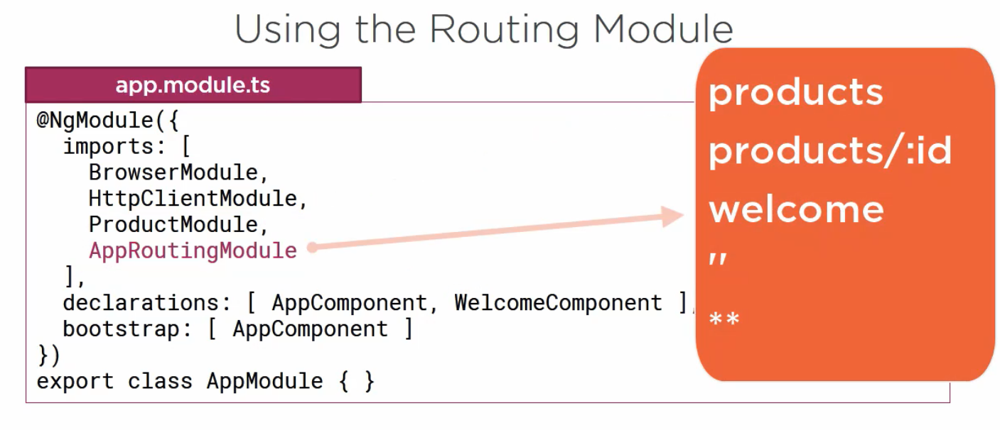 Using the Routing Module
app.module.ts
@NgModule({
  imports: [
    BrowserModule,
    HttpClientModule,
    ProductModule,
    AppRoutingModule
  ],
  declarations: [ AppComponent, WelcomeComponent ],
  bootstrap: [ AppComponent ]
})
export class AppModule { }
products
products/:id
welcome
''
**